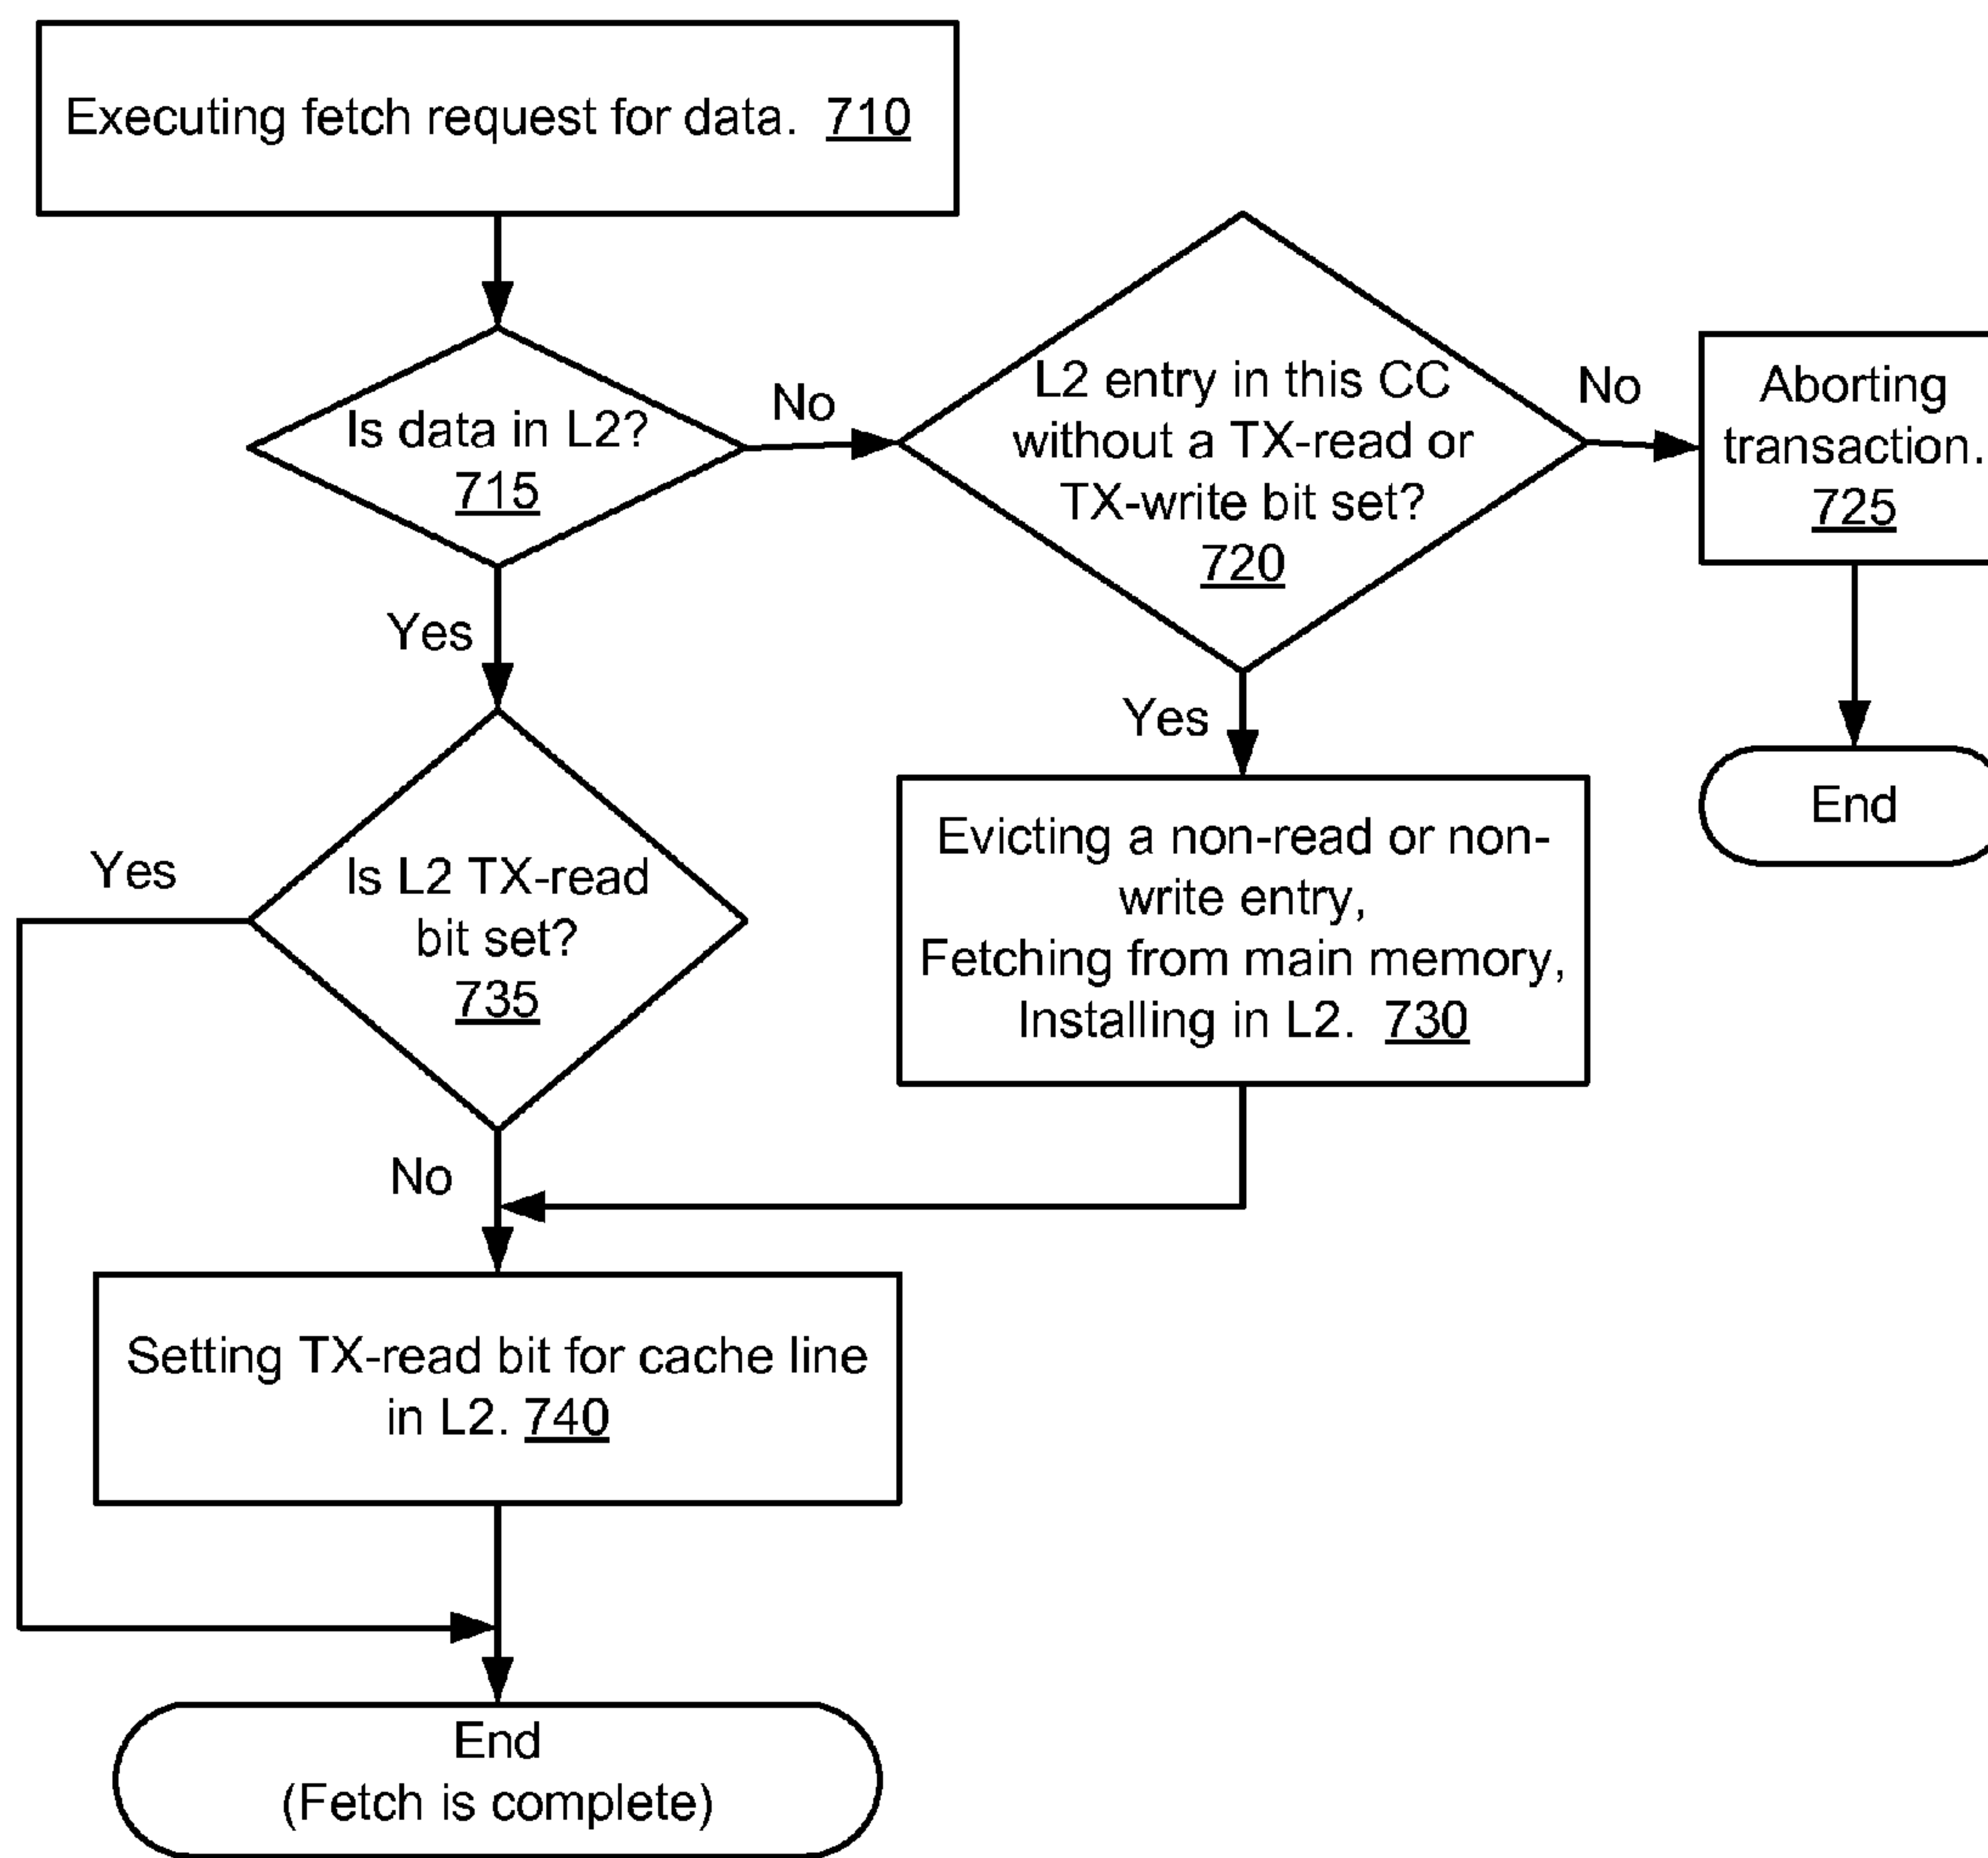 Executing fetch request for data. 710
Is data in L2?
715
No
L2 entry in this CC
without a TX-read or
TX-write bit set?
720
No
Aborting
transaction.
725
End
Yes
Yes
Evicting a non-read or non-
write entry,
Fetching from main memory,
Installing in L2. 730
Is L2 TX-read
bit set?
735
Yes
No
Setting TX-read bit for cache line
in L2. 740
End
(Fetch is complete)